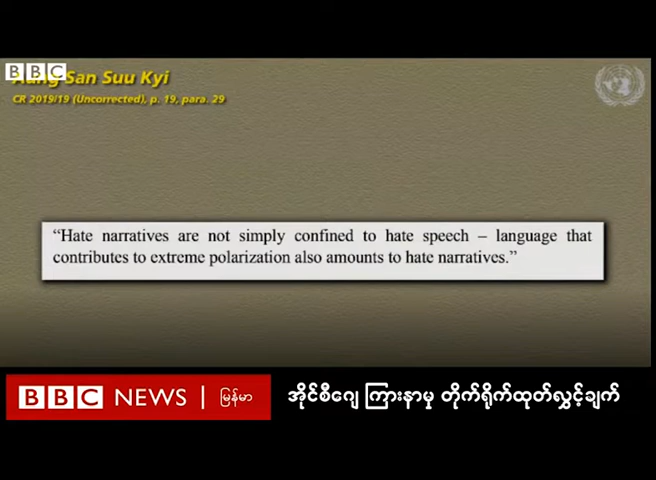 BBC
Aung San Suu Kyi
CR 2019/19 (Uncorrected), p. 19, para. 29
“Hate narratives are not simply confined to hate speech – language that
contributes to extreme polarization also amounts to hate narratives.”
BBC NEWS | မြန်မာ
အိုင်စီဂျေ ကြားနာမှု တိုက်ရိုက်ထုတ်လွှင့်ချက်